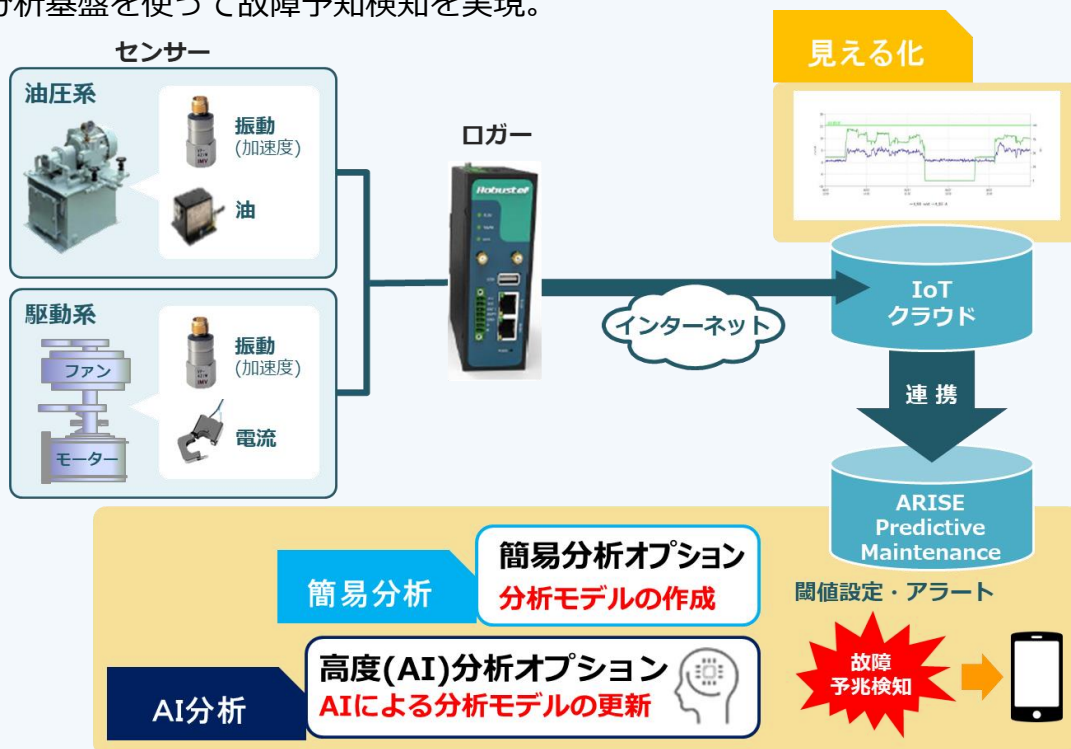 分析基盤を使って故障予知検知を実現。
センサー
油圧系
振動
(加速度)
油
駆動系
ファン
モーター
振動
(加速度)
電流
ロガー
Robustel
インターネット
見える化
IoT
クラウド
連携
ARISE
Predictive
Maintenance
閾値設定・アラート
故障
予兆検知
簡易分析
簡易分析オプション
分析モデルの作成
AI分析
高度(AI)分析オプション
AIによる分析モデルの更新